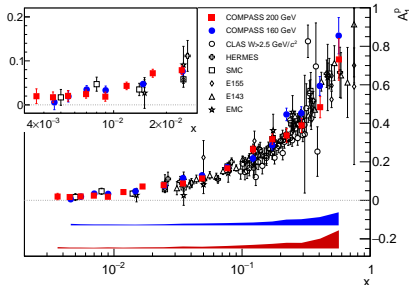 0.2
0.1
0
4×10⁻³
10⁻²
2×10⁻²
x
COMPASS 200 GeV
COMPASS 160 GeV
CLAS W>2.5 GeV/c²
HERMES
SMC
E155
E143
EMC
A₁ᵖ
1
0.8
0.6
0.4
0.2
0
−0.2
10⁻²
10⁻¹
1
x